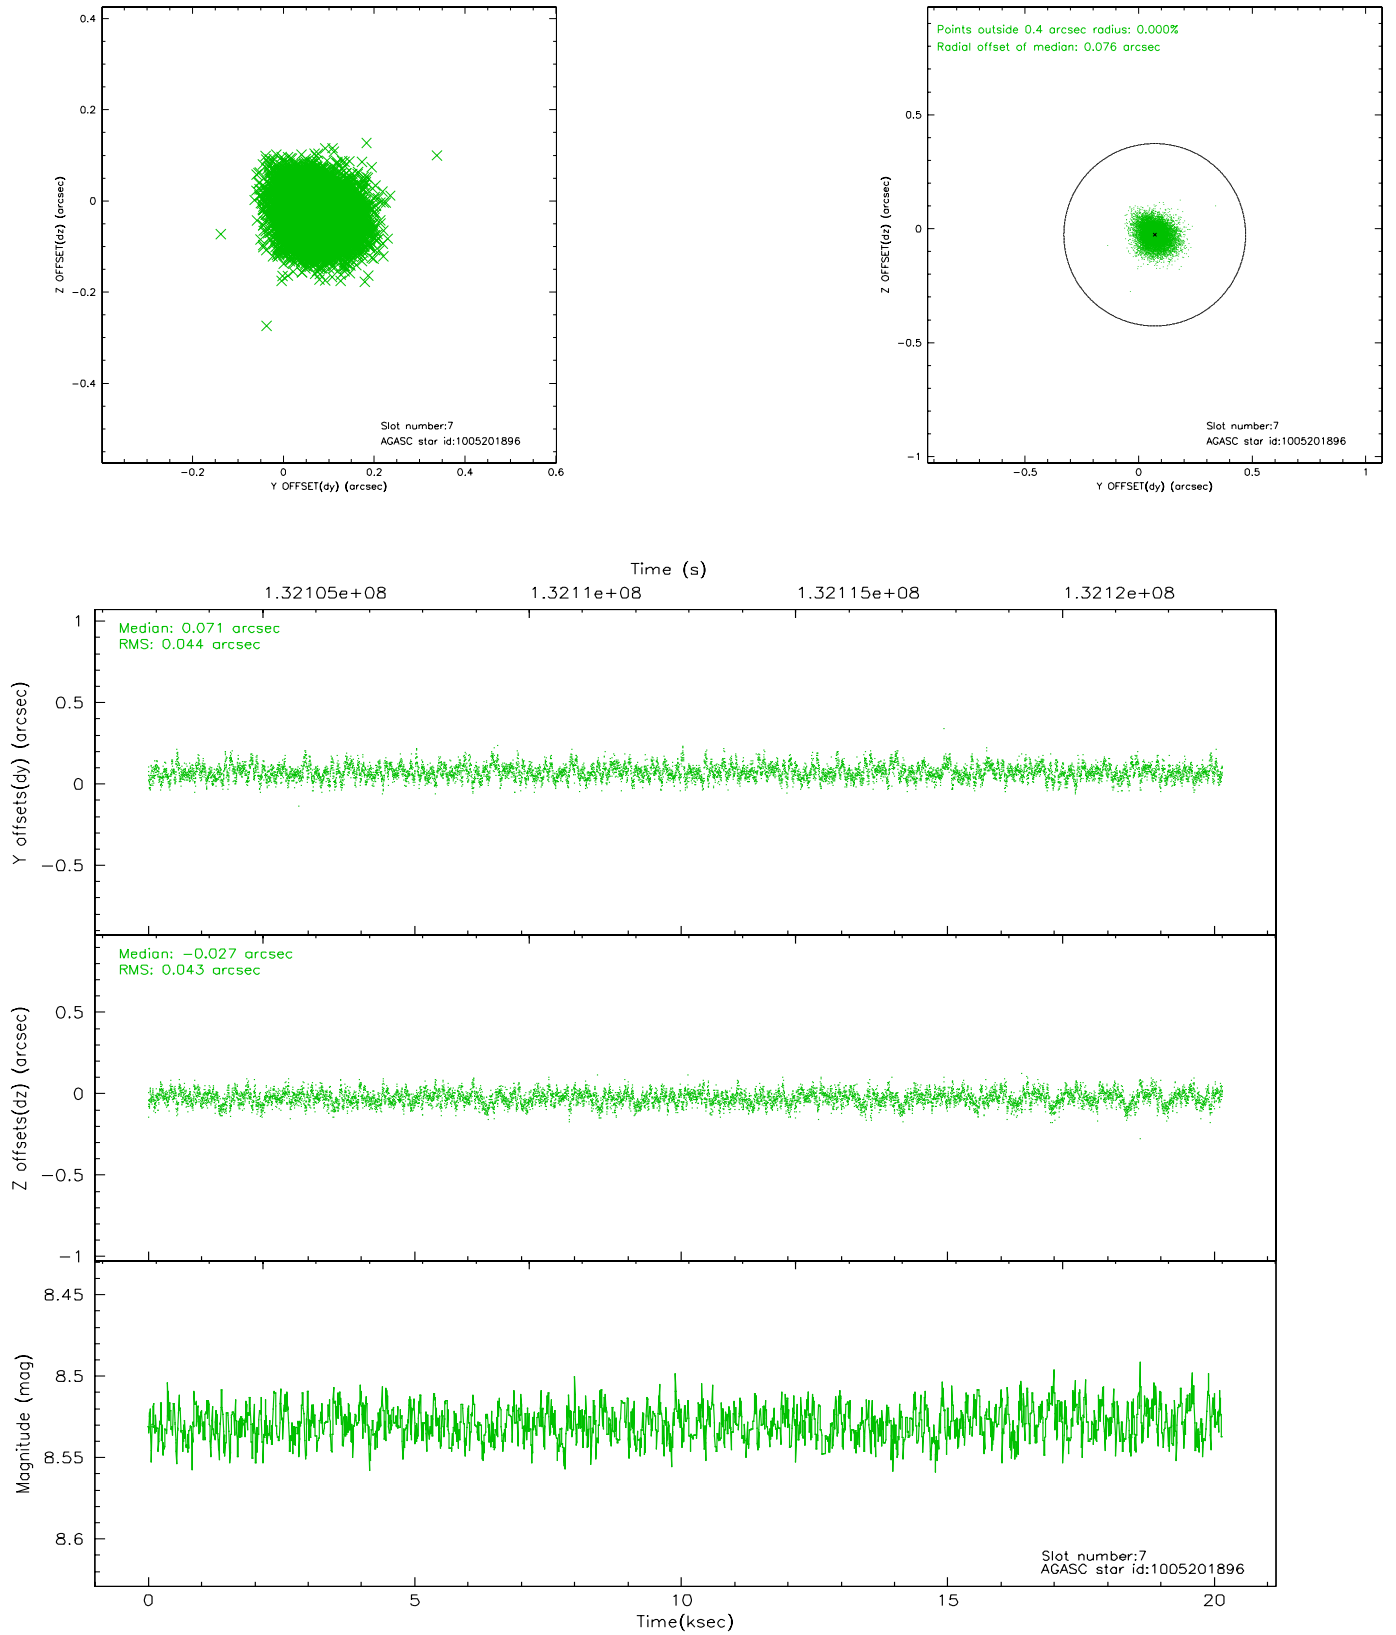 0.4
0.2
0
−0.2
−0.4
Z OFFSET(dz) (arcsec)
Slot number:7
AGASC star id:1005201896
−0.2 0 0.2 0.4 0.6
Y OFFSET(dy) (arcsec)
Points outside 0.4 arcsec radius: 0.000%
Radial offset of median: 0.076 arcsec
0.5
0
−0.5
−1
Z OFFSET(dz) (arcsec)
Slot number:7
AGASC star id:1005201896
−0.5 0 0.5 1
Y OFFSET(dy) (arcsec)
Time (s)
1.32105e+08 1.3211e+08 1.32115e+08 1.3212e+08
Median: 0.071 arcsec
RMS: 0.044 arcsec
1
0.5
0
−0.5
Y offsets(dy) (arcsec)
Median: −0.027 arcsec
RMS: 0.043 arcsec
0.5
0
−0.5
−1
Z offsets(dz) (arcsec)
8.45
8.5
8.55
8.6
Magnitude (mag)
Slot number:7
AGASC star id:1005201896
0 5 10 15 20
Time(ksec)